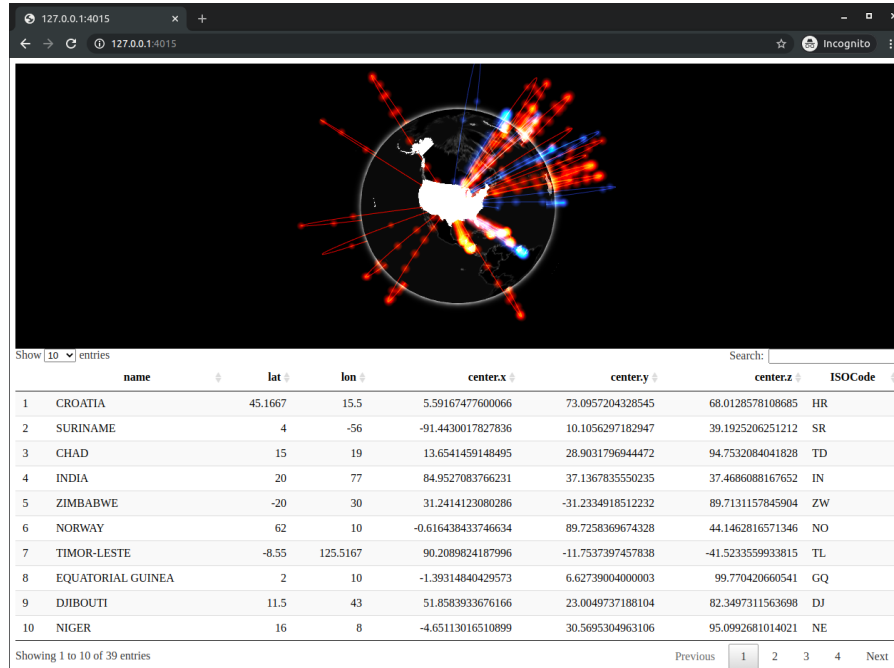 127.0.0.1:4015
127.0.0.1:4015 Incognito
Show 10 entries Search:
name lat lon center.x center.y center.z ISOCode
1 CROATIA 45.1667 15.5 5.59167477600066 73.0957204328545 68.0128578108685 HR
2 SURINAME 4 -56 -91.4430017827836 10.1056297182947 39.1925206251212 SR
3 CHAD 15 19 13.6541459148483 28.9031796944472 94.7532084041828 TD
4 INDIA 20 77 84.9527083766231 37.1367835550235 37.4686088167652 IN
5 ZIMBABWE -20 30 31.2414123080286 -31.2334918512232 89.7131157845904 ZW
6 NORWAY 62 10 -0.616438433746634 89.7258369674328 44.1462816571346 NO
7 TIMOR-LESTE -8.55 125.5167 90.2089824187996 -11.7537397457838 -41.5233559933815 TL
8 EQUATORIAL GUINEA 2 10 -1.39314840429573 6.62739004000003 99.770420660541 GQ
9 DJIBOUTI 11.5 43 51.8583933676166 23.0049737188104 82.3497311563698 DJ
10 NIGER 16 8 -4.65113016510899 30.5695304963106 95.0992681014021 NE
Showing 1 to 10 of 39 entries Previous 1 2 3 4 Next